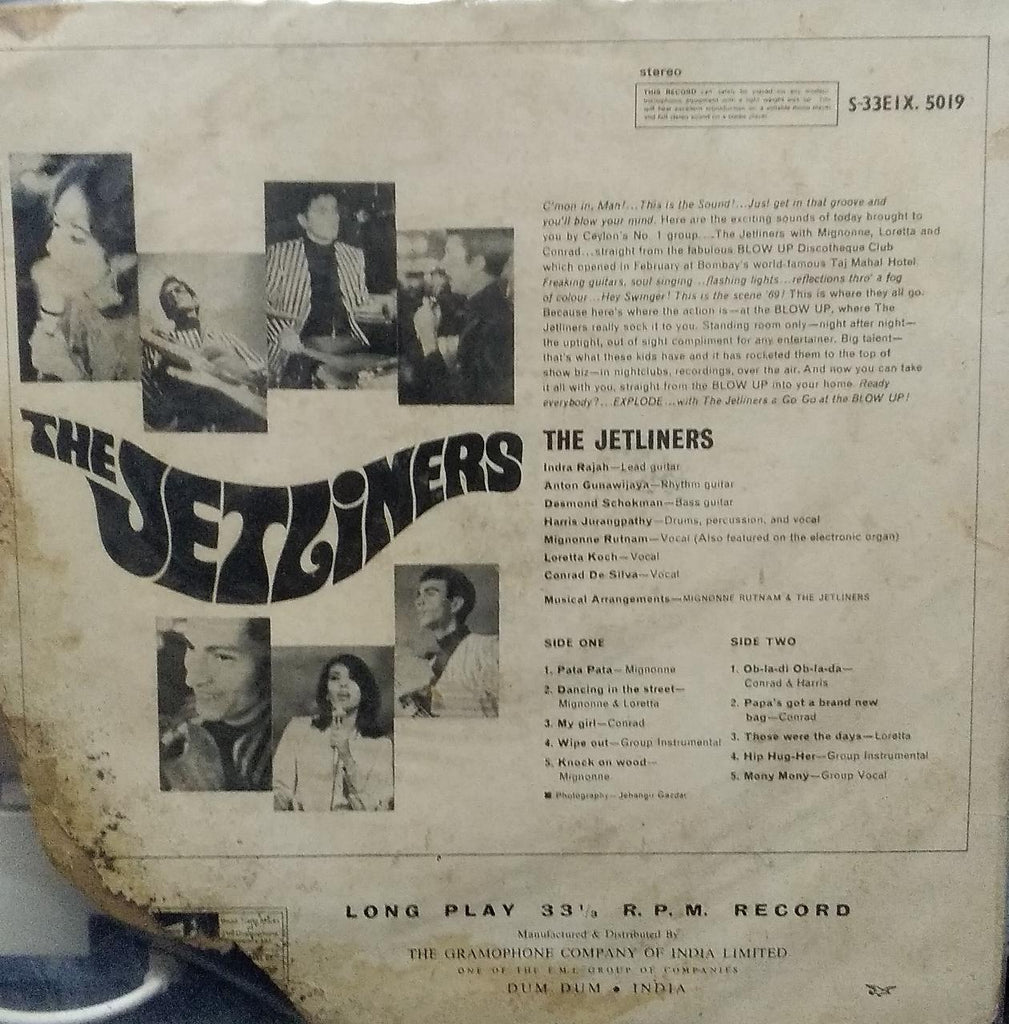 stereo
THIS RECORD can safely be played on any modern
S-33EIX. 5019
C'mon in, Man!...This is the Sound!...Just get in that groove and
you'll blow your mind. Here are the exciting sounds of today brought to
you by Ceylon's No. 1 group....The Jetliners with Mignonne, Loretta and
Conrad...straight from the fabulous BLOW UP Discotheque Club
which opened in February at Bombay's world-famous Taj Mahal Hotel.
Freaking guitars, soul singing...flashing lights...reflections thro' a fog
of colour...Hey Swinger! This is the scene '69! This is where they all go.
Because here's where the action is—at the BLOW UP, where The
Jetliners really sock it to you. Standing room only—night after night—
the uptight, out of sight compliment for any entertainer. Big talent—
that's what these kids have and it has rocketed them to the top of
show biz—in nightclubs, recordings, over the air. And now you can take
it all with you, straight from the BLOW UP into your home. Ready
everybody?...EXPLODE...with The Jetliners a Go Go at the BLOW UP!
THE JETLINERS
THE JETLINERS
Indra Rajah—Lead guitar
Anton Gunawijaya—Rhythm guitar
Desmond Schokman—Bass guitar
Harris Jurangpathy—Drums, percussion, and vocal
Mignonne Rutnam—Vocal (Also featured on the electronic organ)
Loretta Koch—Vocal
Conrad De Silva—Vocal
Musical Arrangements—MIGNONNE RUTNAM & THE JETLINERS
SIDE ONE
1. Pata Pata—Mignonne
2. Dancing in the street—
Mignonne & Loretta
3. My girl—Conrad
4. Wipe out—Group Instrumental
5. Knock on wood—
Mignonne
■ Photography—Jehangir Gazdar
SIDE TWO
1. Ob-la-di Ob-la-da—
Conrad & Harris
2. Papa's got a brand new
bag—Conrad
3. Those were the days—Loretta
4. Hip Hug-Her—Group Instrumental
5. Mony Mony—Group Vocal
LONG PLAY 33⅓ R. P. M. RECORD
Manufactured & Distributed By
THE GRAMOPHONE COMPANY OF INDIA LIMITED
ONE OF THE E.M.I. GROUP OF COMPANIES
DUM DUM • INDIA